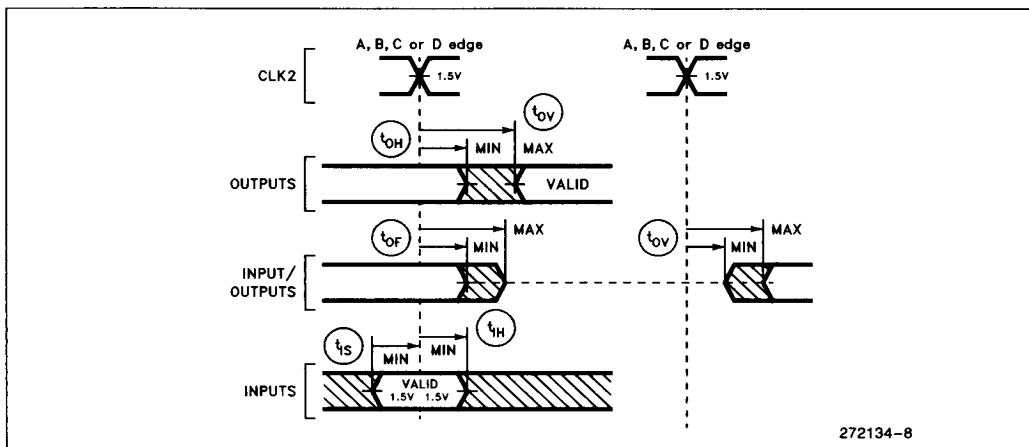 A, B, C or D edge A, B, C or D edge
CLK2 1.5V 1.5V
tOV
tOH MIN MAX
OUTPUTS VALID
MAX MAX
tOF MIN tOV MIN
INPUT/
OUTPUTS
tIS MIN MIN tIH
INPUTS VALID
1.5V 1.5V
272134-8